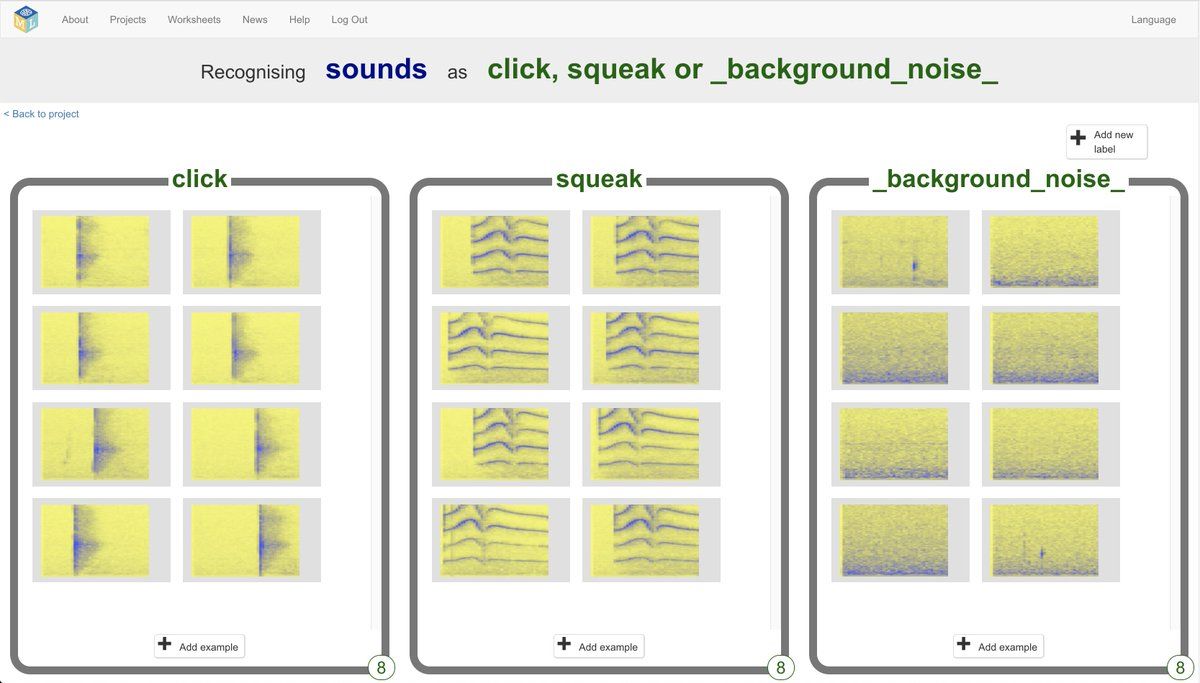 ML
About Projects Worksheets News Help Log Out Language
Recognising sounds as click, squeak or _background_noise_
< Back to project
Add new
label
click
squeak
_background_noise_
Add example
8
Add example
8
Add example
8